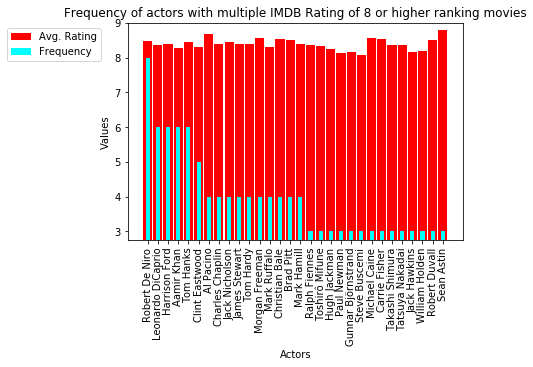 Frequency of actors with multiple IMDB Rating of 8 or higher ranking movies
Avg. Rating
Frequency
9
8
7
6
5
4
3
Values
Robert De Niro
Leonardo DiCaprio
Harrison Ford
Aamir Khan
Tom Hanks
Clint Eastwood
Al Pacino
Charles Chaplin
Jack Nicholson
James Stewart
Tom Hardy
Morgan Freeman
Mark Ruffalo
Christian Bale
Brad Pitt
Mark Hamill
Ralph Fiennes
Toshirô Mifune
Hugh Jackman
Paul Newman
Gunnar Björnstrand
Steve Buscemi
Michael Caine
Carrie Fisher
Takashi Shimura
Tatsuya Nakadai
Jack Hawkins
William Holden
Robert Duvall
Sean Astin
Actors